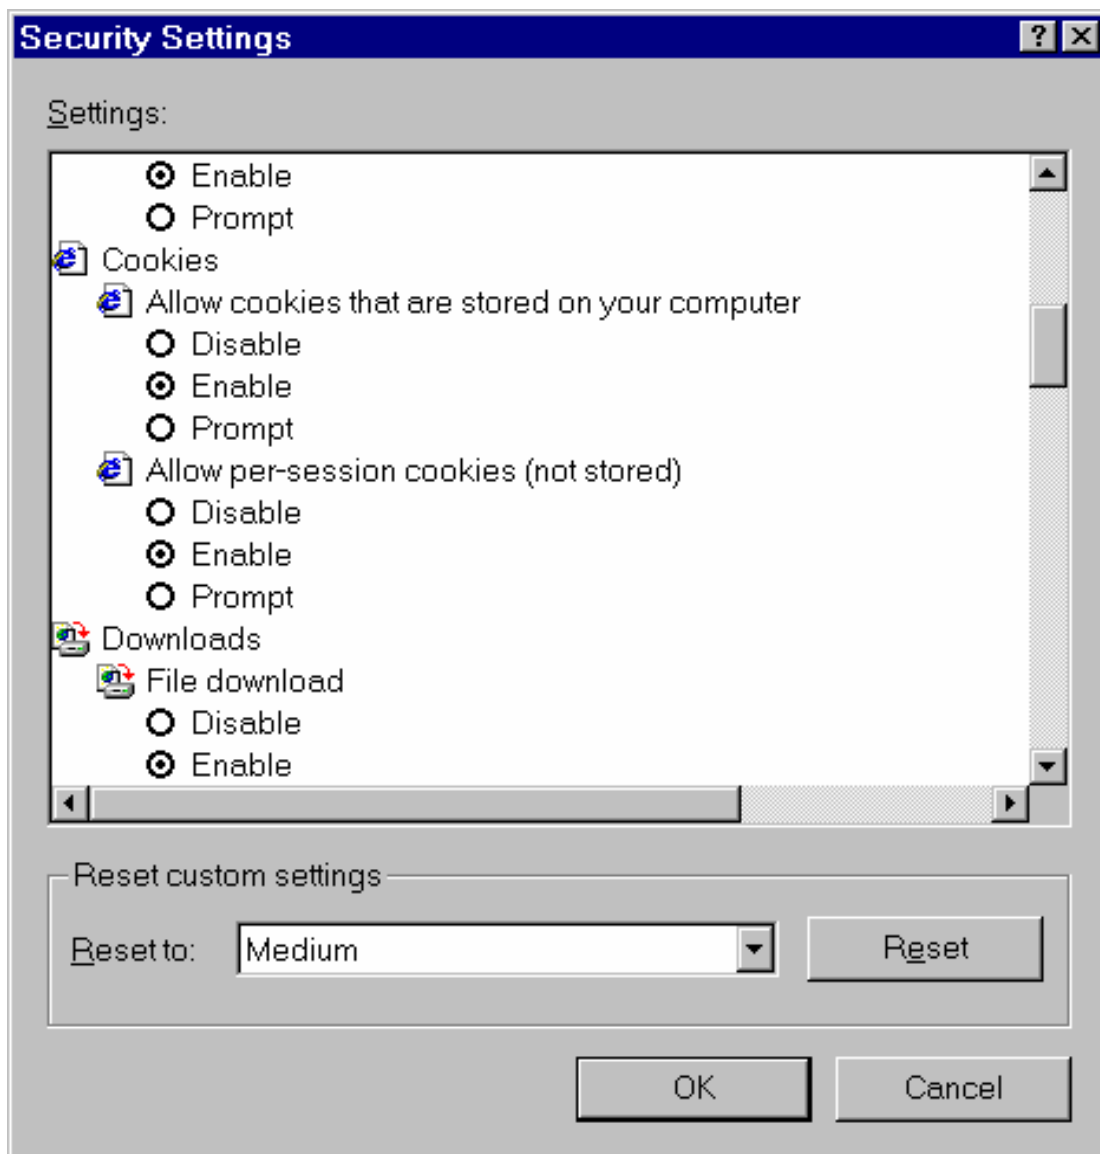 Security Settings
Settings:
Enable
Prompt
Cookies
Allow cookies that are stored on your computer
Disable
Enable
Prompt
Allow per-session cookies (not stored)
Disable
Enable
Prompt
Downloads
File download
Disable
Enable
Reset custom settings
Reset to: Medium Reset
OK Cancel